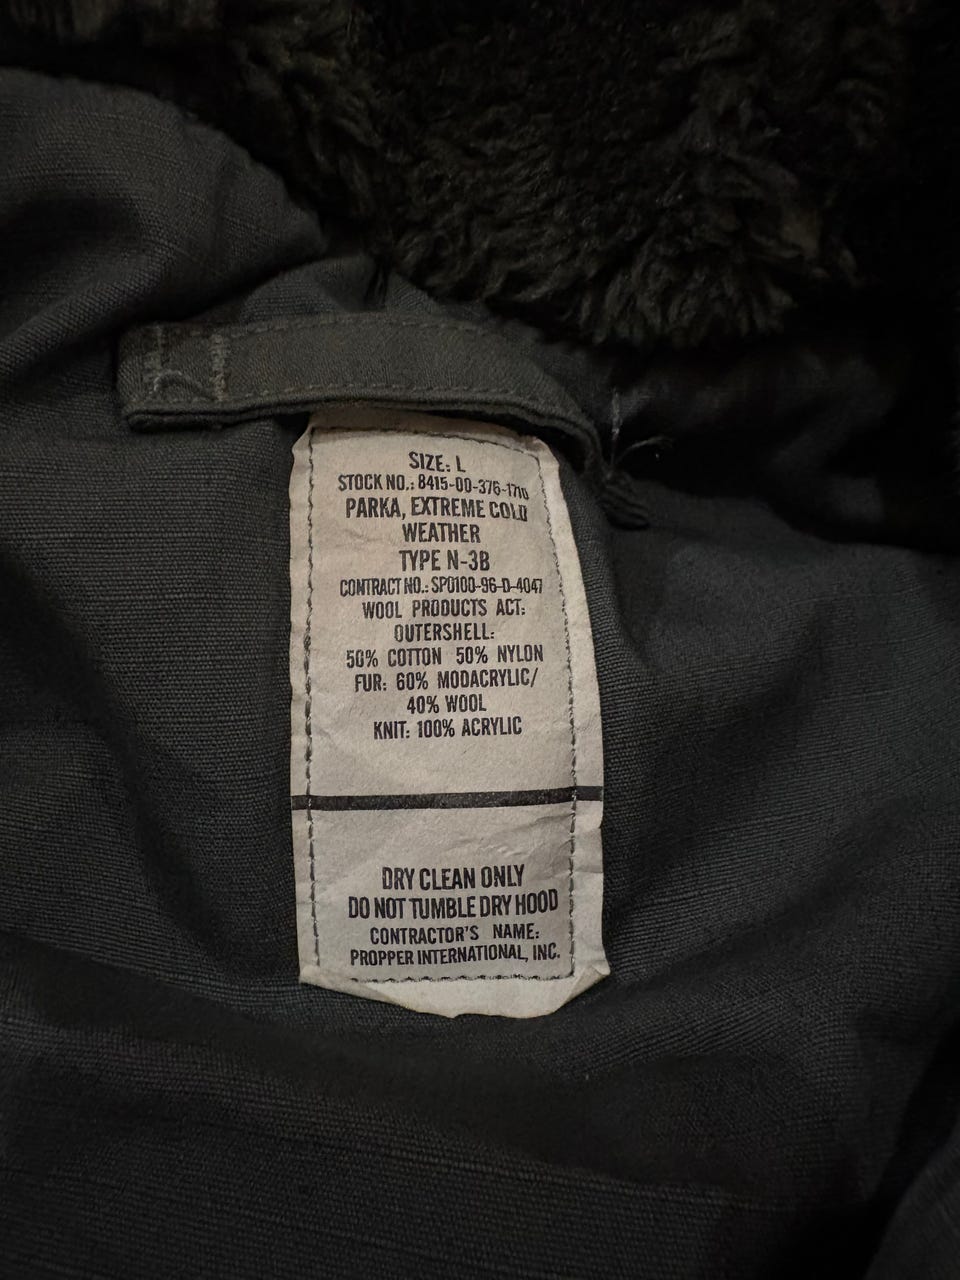 SIZE: L
STOCK NO.: 8415-00-376-1710
PARKA, EXTREME COLD
WEATHER
TYPE N-3B
CONTRACT NO.: SPO100-96-D-4047
WOOL PRODUCTS ACT:
OUTERSHELL:
50% COTTON 50% NYLON
FUR: 60% MODACRYLIC/
40% WOOL
KNIT: 100% ACRYLIC
DRY CLEAN ONLY
DO NOT TUMBLE DRY HOOD
CONTRACTOR'S NAME:
PROPPER INTERNATIONAL, INC.